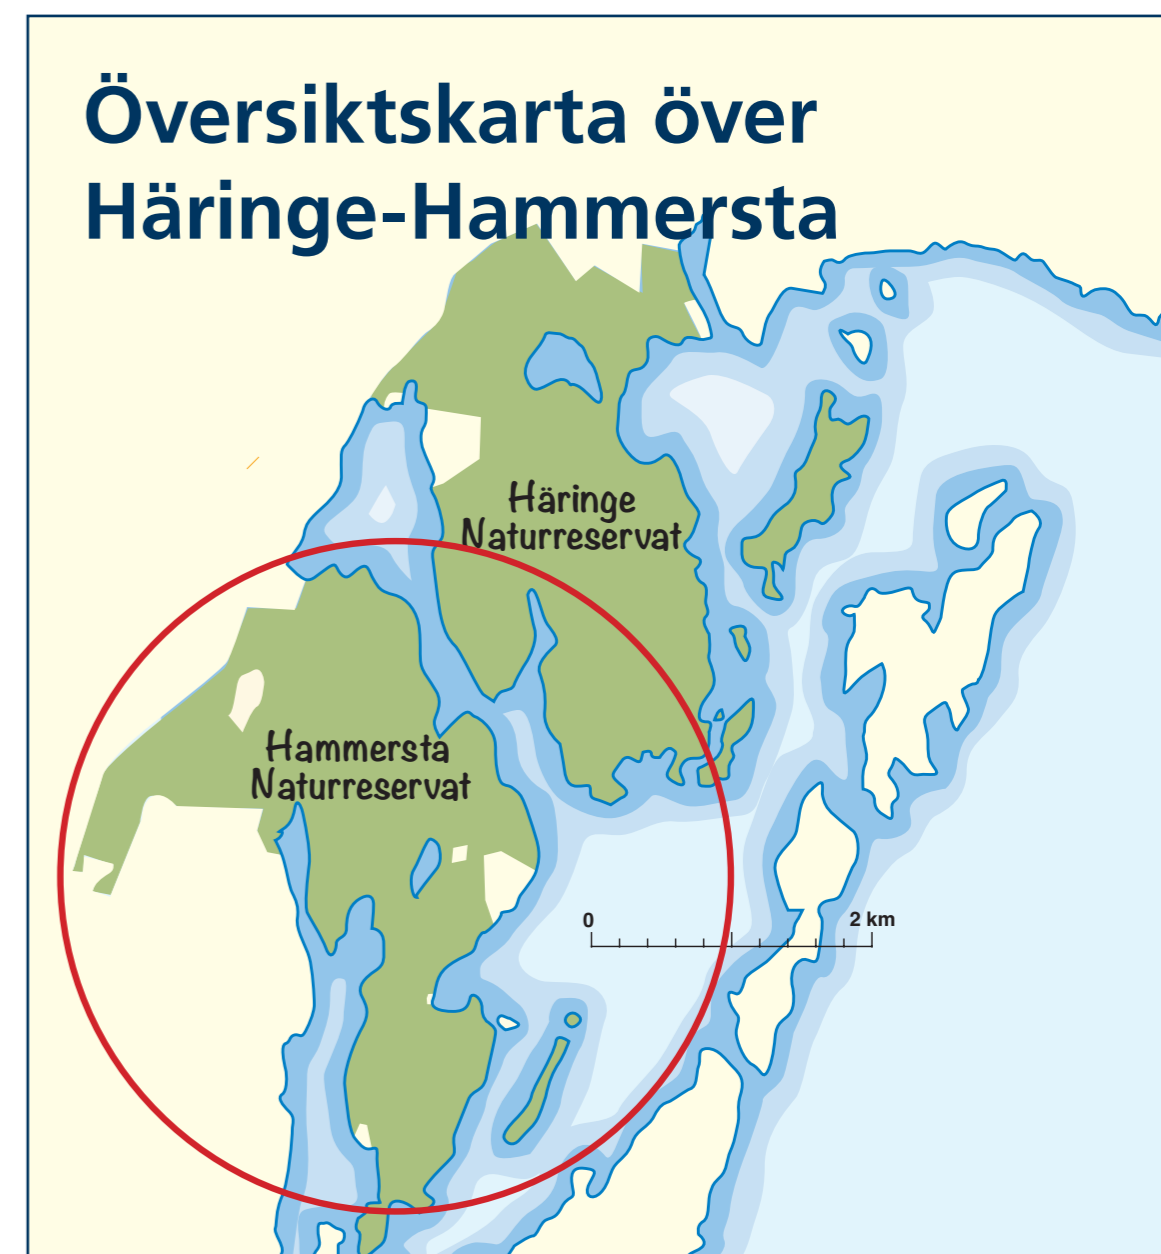 Översiktskarta över
Häringe-Hammersta
Häringe
Naturreservat
Hammersta
Naturreservat
0 2 km